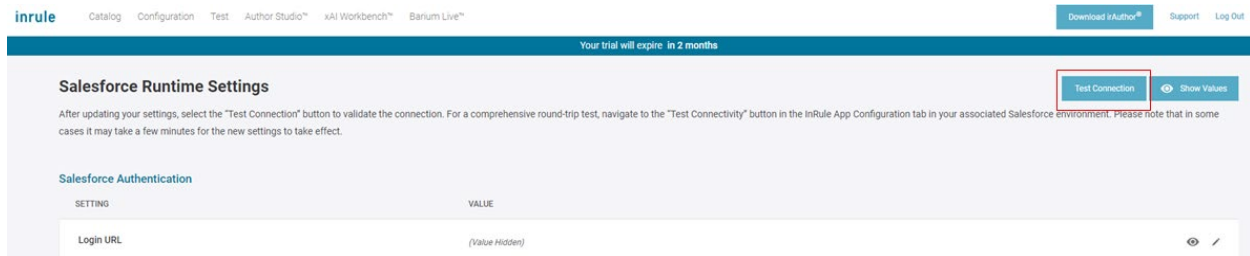 inrule Catalog Configuration Test Author Studio™ xAI Workbench™ Barium Live™ Download irAuthor® Support Log Out
Your trial will expire in 2 months
Salesforce Runtime Settings
Test Connection Show Values
After updating your settings, select the "Test Connection" button to validate the connection. For a comprehensive round-trip test, navigate to the "Test Connectivity" button in the InRule App Configuration tab in your associated Salesforce environment. Please note that in some
cases it may take a few minutes for the new settings to take effect.
Salesforce Authentication
SETTING VALUE
Login URL (Value Hidden)